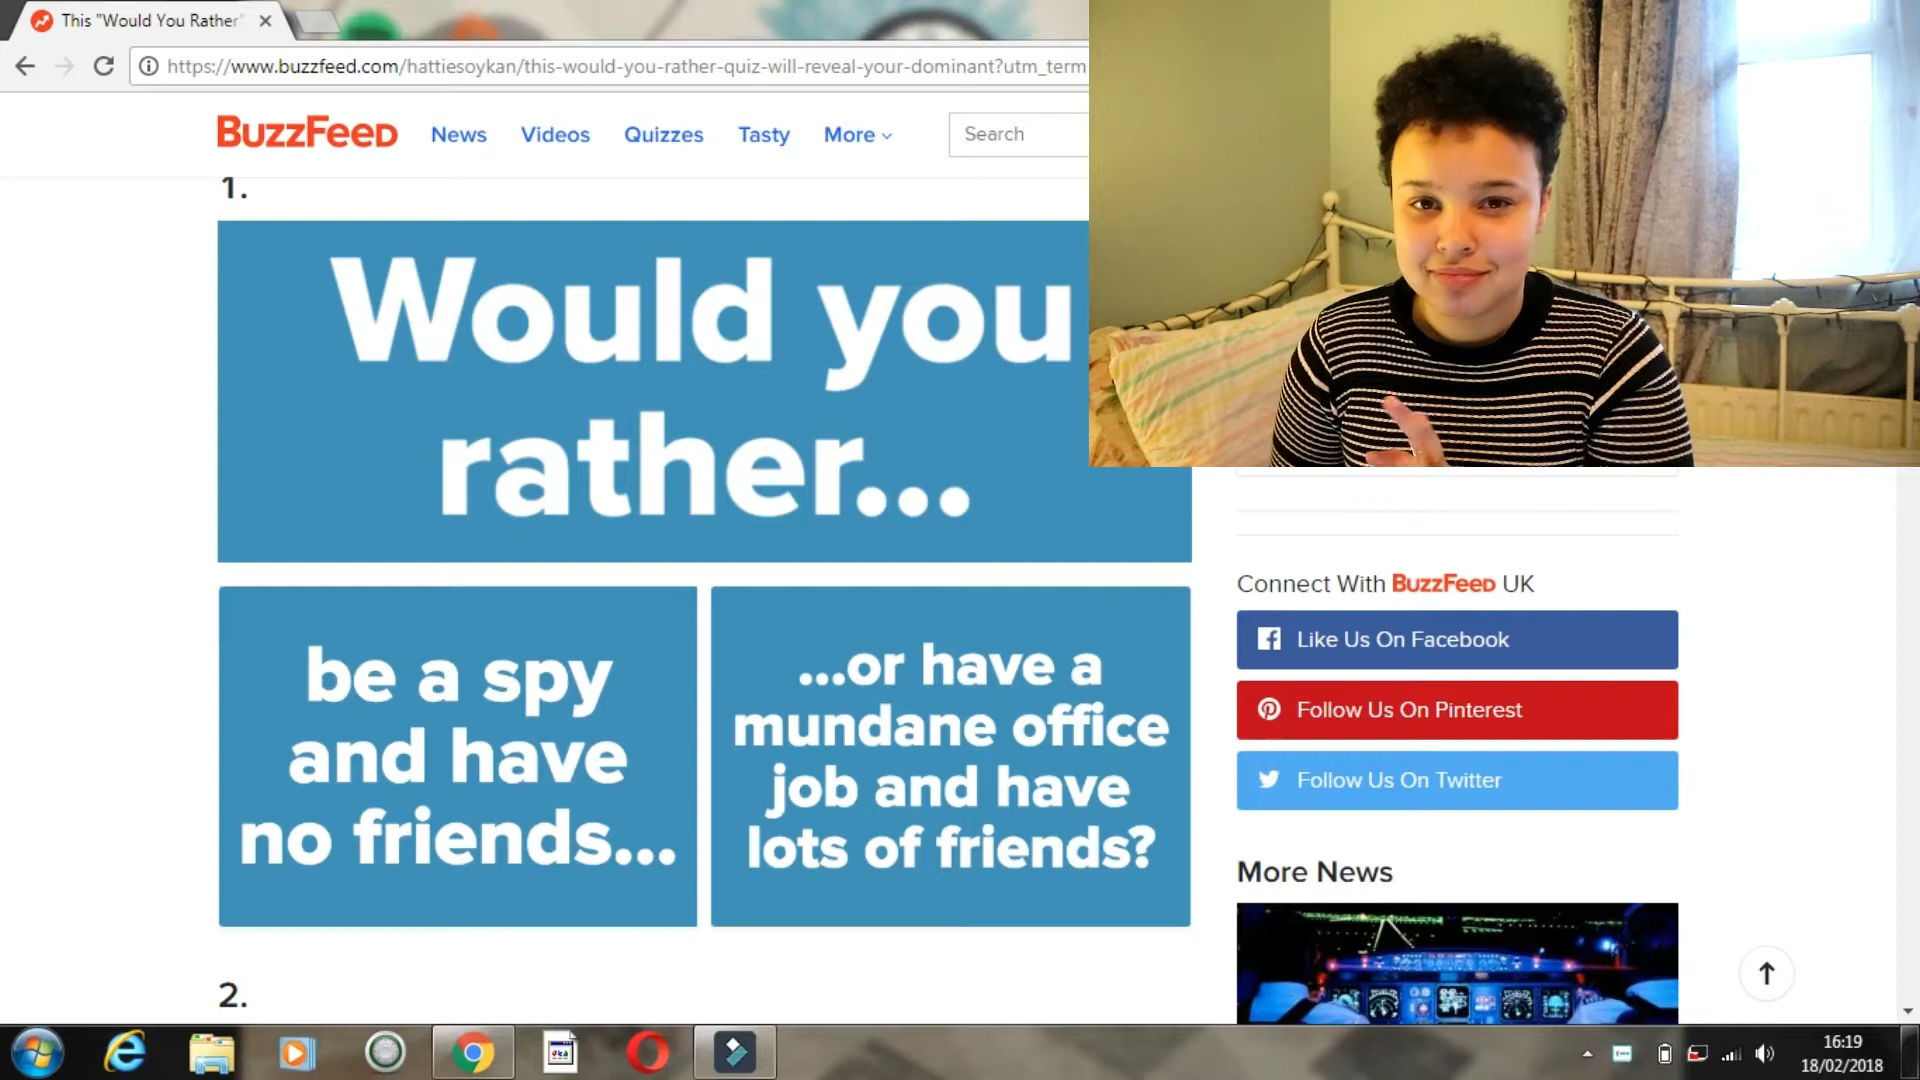 This "Would You Rather"
https://www.buzzfeed.com/hattiesoykan/this-would-you-rather-quiz-will-reveal-your-dominant?utm_term
BuzzFeed News Videos Quizzes Tasty More Search
1.
Would you
rather...
be a spy
and have
no friends...
...or have a
mundane office
job and have
lots of friends?
2.
Connect With BuzzFeed UK
Like Us On Facebook
Follow Us On Pinterest
Follow Us On Twitter
More News
16:19
18/02/2018